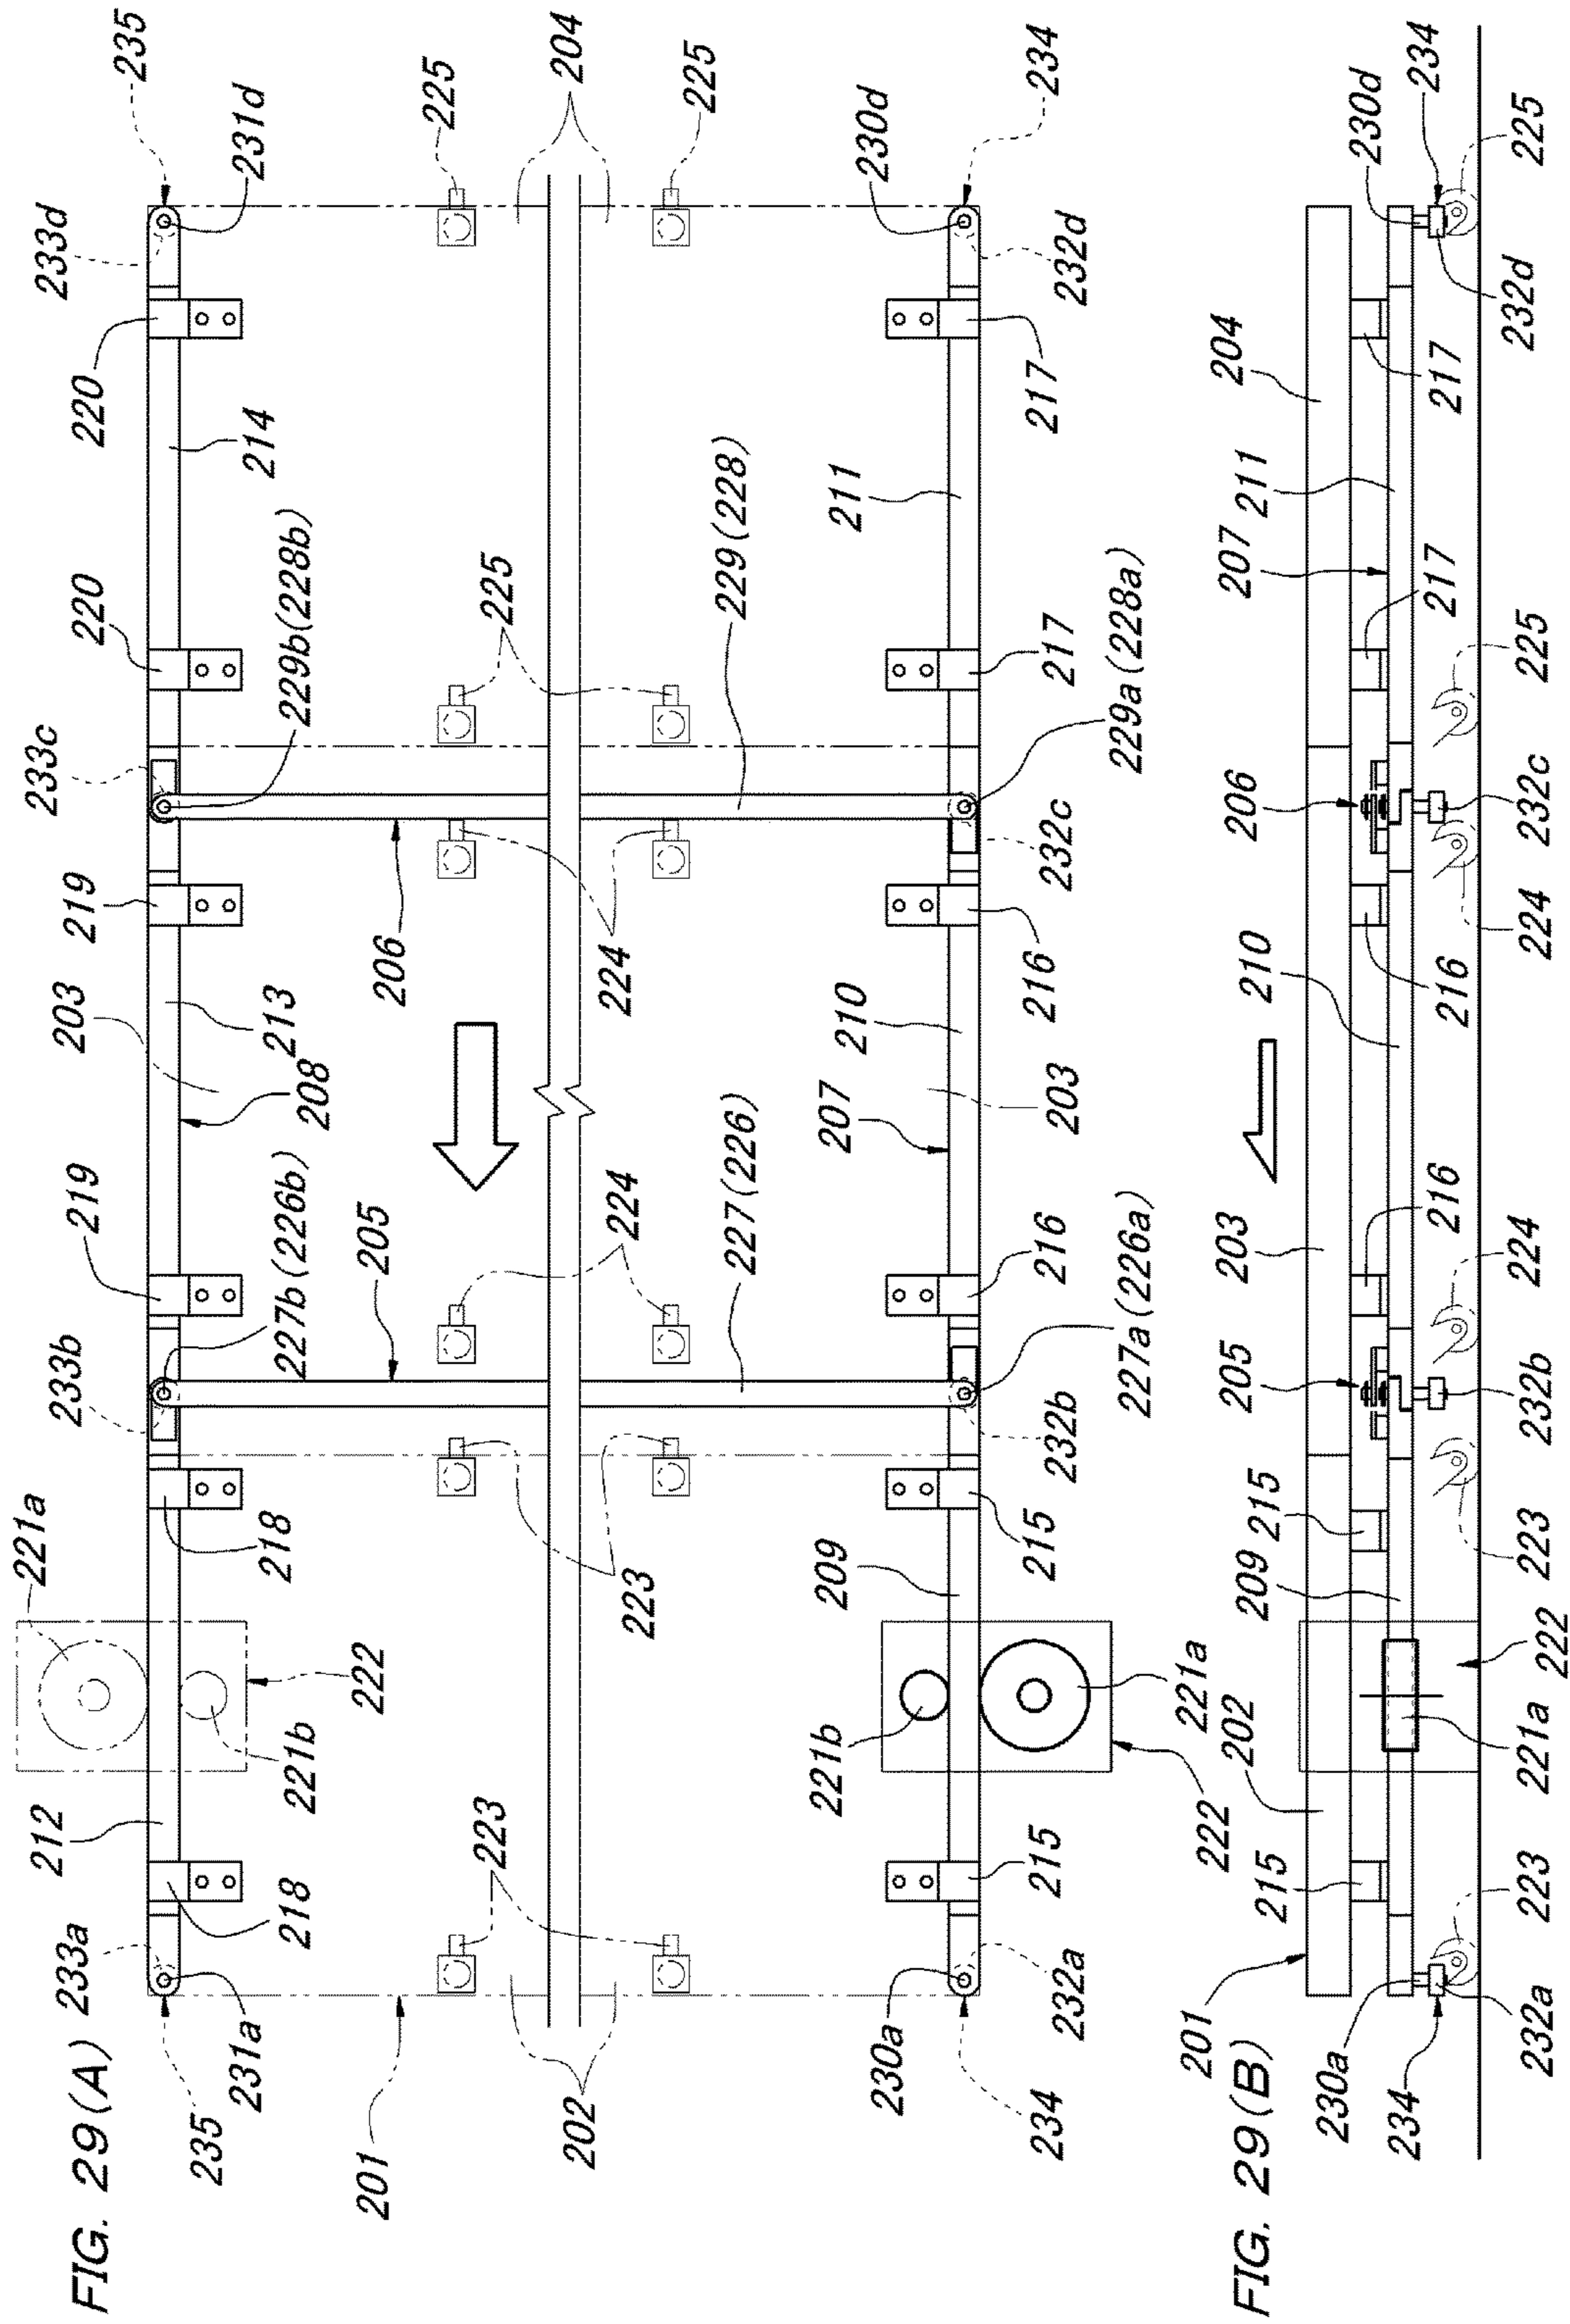 FIG. 29(A)
235
233a
231a
218
212
221a
222
221b
218
233b
227b(226b)
219
205
208
213
203
219
206
233c
229b(228b)
220
214
220
233d
231d
235
201
202
223
223
224
224
225
225
204
225
234
230a
232a
215
221b
222
221a
209
215
232b
227(226)
227a(226a)
216
207
203
210
216
232c
229(228)
229a(228a)
217
211
217
232d
230d
234
FIG. 29(B)
201
234
230a
232a
223
215
202
221a
222
209
215
223
205
232b
224
203
216
210
216
224
206
232c
225
207
217
211
217
204
232d
230d
234
225